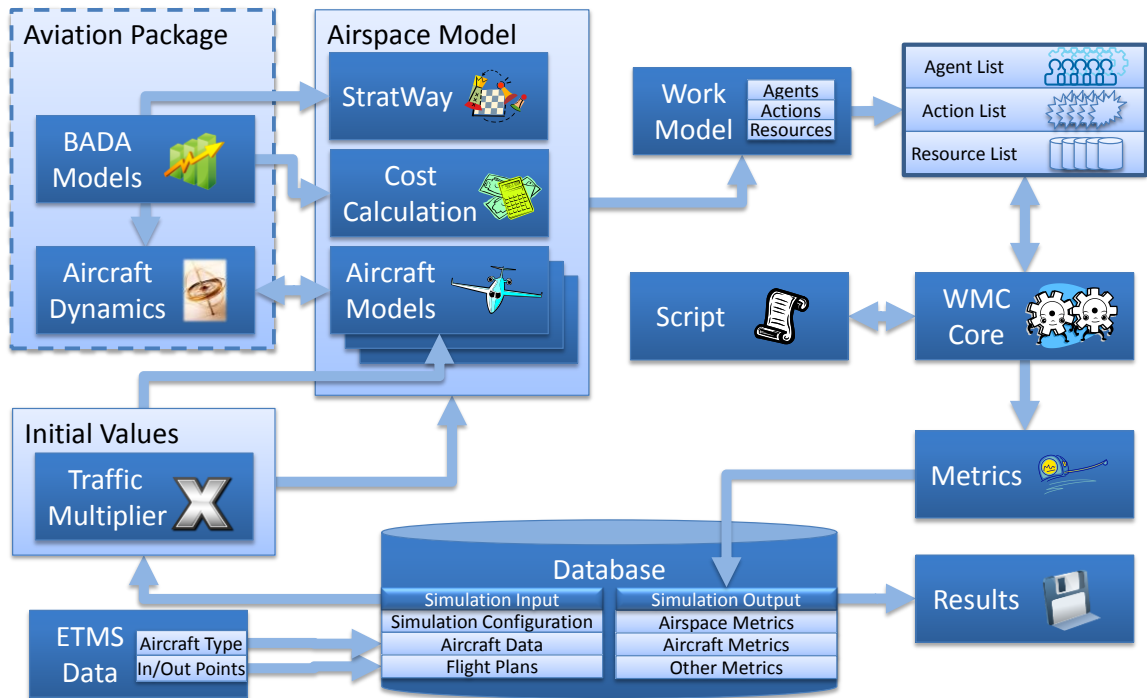 Aviation Package
BADA
Models
Aircraft
Dynamics
Airspace Model
StratWay
Cost
Calculation
Aircraft
Models
Work
Model
Agents
Actions
Resources
Agent List
Action List
Resource List
Script
WMC
Core
Initial Values
Traffic
Multiplier
X
Metrics
Database
Simulation Input
Simulation Configuration
Aircraft Data
Flight Plans
Simulation Output
Airspace Metrics
Aircraft Metrics
Other Metrics
Results
ETMS
Data
Aircraft Type
In/Out Points